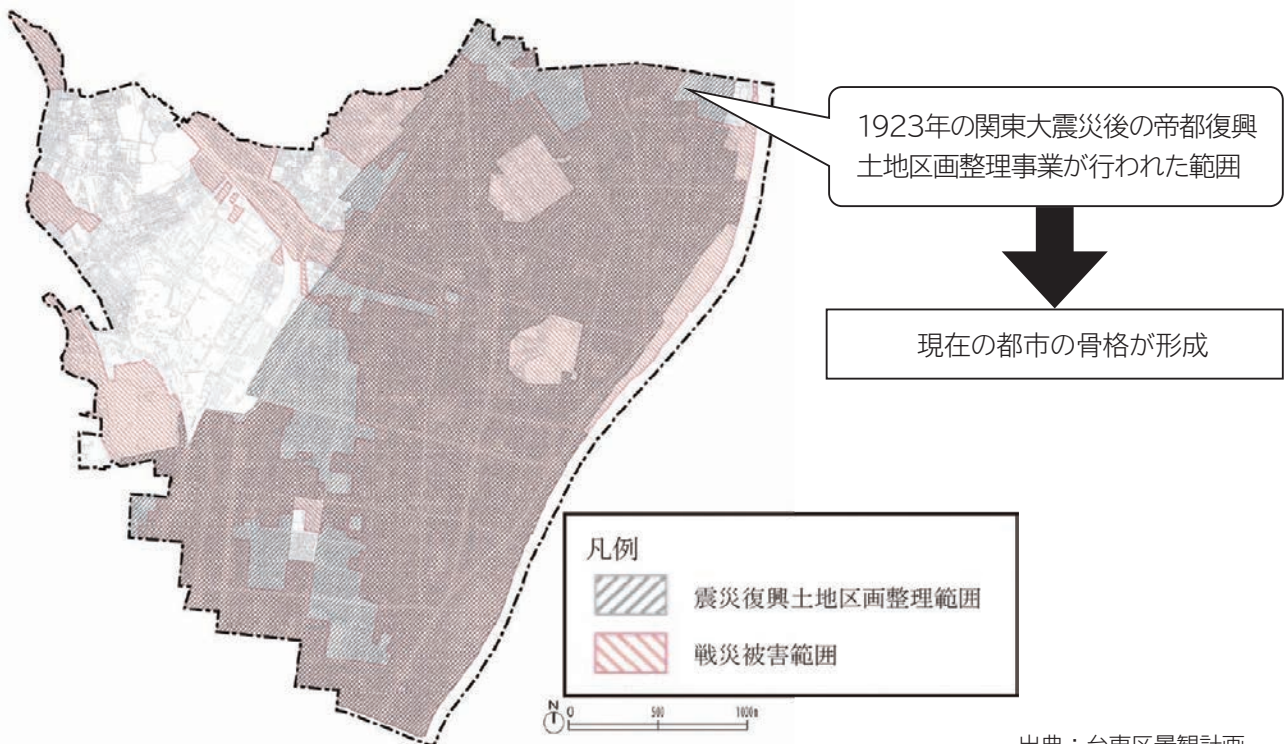 1923年の関東大震災後の帝都復興
土地区画整理事業が行われた範囲
現在の都市の骨格が形成
凡例
震災復興土地区画整理範囲
戦災被害範囲
N
0 500 1000m
出典：台東区景観計画